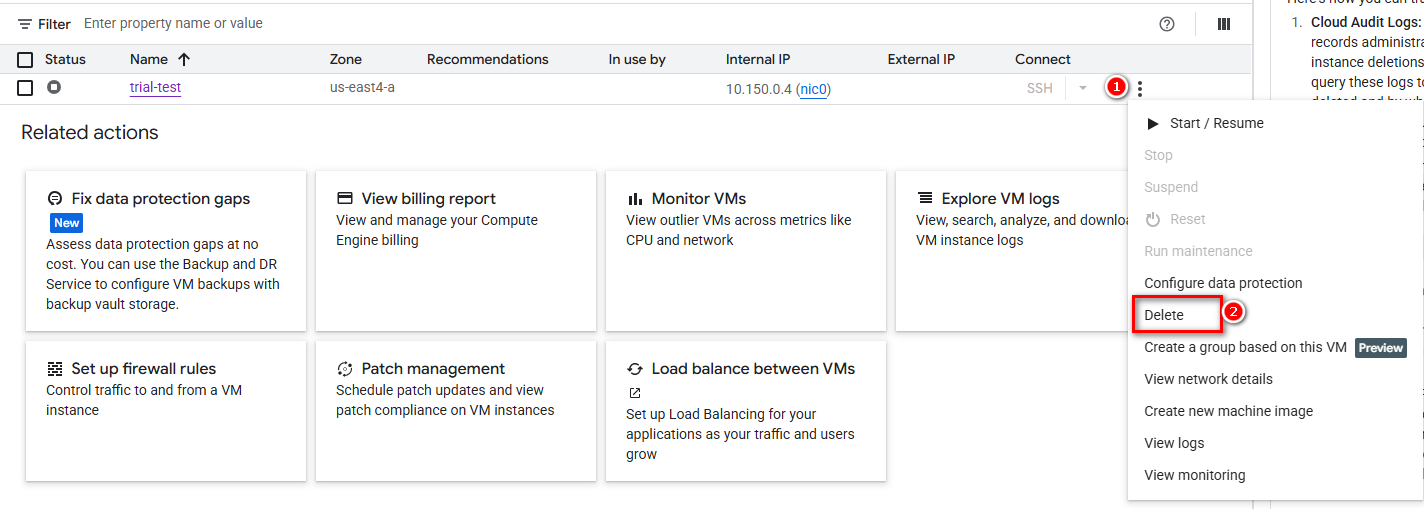 Filter Enter property name or value
Status Name Zone Recommendations In use by Internal IP External IP Connect
trial-test us-east4-a 10.150.0.4 (nic0) SSH 1
Related actions
Fix data protection gaps
New
Assess data protection gaps at no
cost. You can use the Backup and DR
Service to configure VM backups with
backup vault storage.
View billing report
View and manage your Compute
Engine billing
Monitor VMs
View outlier VMs across metrics like
CPU and network
Explore VM logs
View, search, analyze, and downlo
VM instance logs
Set up firewall rules
Control traffic to and from a VM
instance
Patch management
Schedule patch updates and view
patch compliance on VM instances
Load balance between VMs
Set up Load Balancing for your
applications as your traffic and users
grow
Start / Resume
Stop
Suspend
Reset
Run maintenance
Configure data protection
Delete 2
Create a group based on this VM Preview
View network details
Create new machine image
View logs
View monitoring
1. Cloud Audit Logs:
records administra
instance deletions
query these logs to